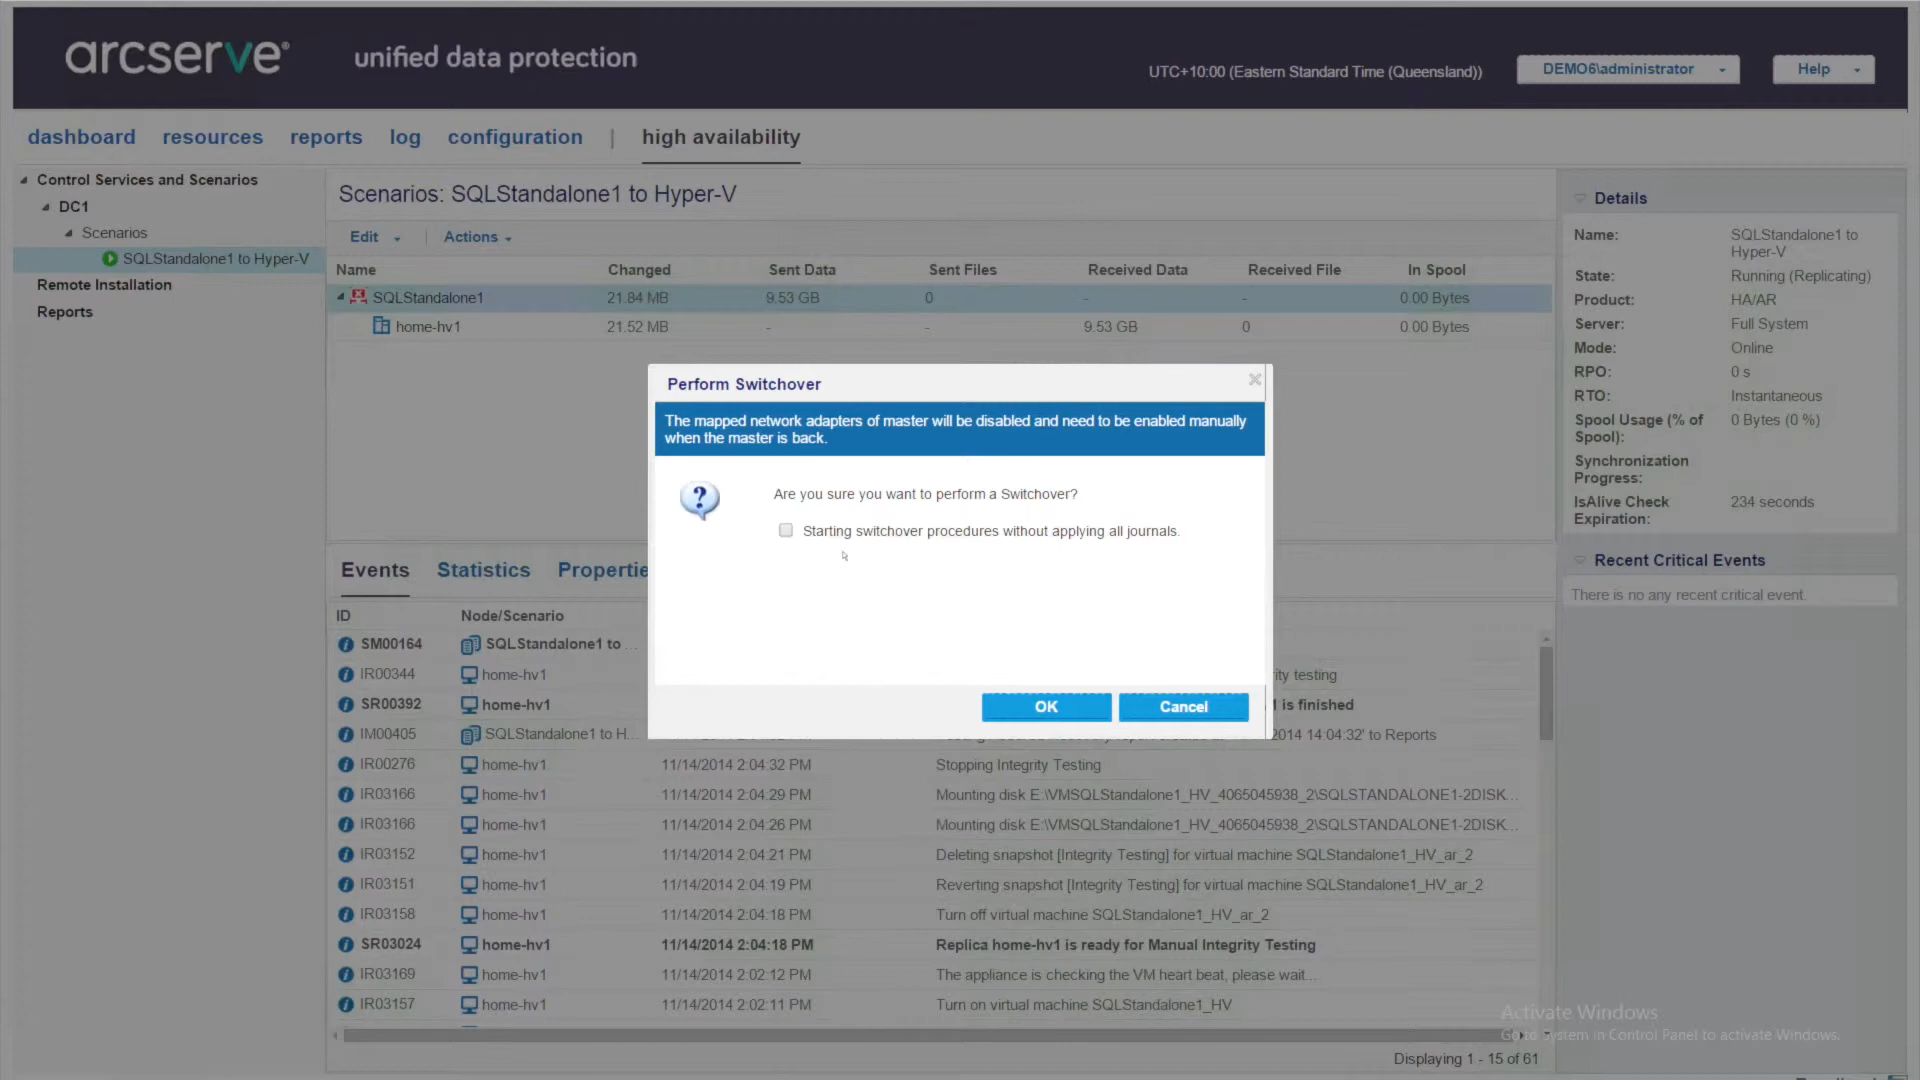 arcserve®
unified data protection
UTC+10:00 (Eastern Standard Time (Queensland))
DEMO6\administrator
Help
dashboard resources reports log configuration | high availability
Control Services and Scenarios
DC1
Scenarios
SQLStandalone1 to Hyper-V
Remote Installation
Reports
Scenarios: SQLStandalone1 to Hyper-V
Edit Actions
Name Changed Sent Data Sent Files Received Data Received File In Spool
SQLStandalone1 21.84 MB 9.53 GB 0 - - 0.00 Bytes
home-hv1 21.52 MB - - 9.53 GB 0 0.00 Bytes
Perform Switchover
The mapped network adapters of master will be disabled and need to be enabled manually
when the master is back.
Are you sure you want to perform a Switchover?
Starting switchover procedures without applying all journals.
OK Cancel
Events Statistics Propertie
ID Node/Scenario
SM00164 SQLStandalone1 to ...
IR00344 home-hv1 ity testing
SR00392 home-hv1 1 is finished
IM00405 SQLStandalone1 to H... 2014 14:04:32' to Reports
IR00276 home-hv1 11/14/2014 2:04:32 PM Stopping Integrity Testing
IR03166 home-hv1 11/14/2014 2:04:29 PM Mounting disk E:\VMSQLStandalone1_HV_4065045938_2\SQLSTANDALONE1-2DISK...
IR03166 home-hv1 11/14/2014 2:04:26 PM Mounting disk E:\VMSQLStandalone1_HV_4065045938_2\SQLSTANDALONE1-2DISK...
IR03152 home-hv1 11/14/2014 2:04:21 PM Deleting snapshot [Integrity Testing] for virtual machine SQLStandalone1_HV_ar_2
IR03151 home-hv1 11/14/2014 2:04:19 PM Reverting snapshot [Integrity Testing] for virtual machine SQLStandalone1_HV_ar_2
IR03158 home-hv1 11/14/2014 2:04:18 PM Turn off virtual machine SQLStandalone1_HV_ar_2
SR03024 home-hv1 11/14/2014 2:04:18 PM Replica home-hv1 is ready for Manual Integrity Testing
IR03169 home-hv1 11/14/2014 2:02:12 PM The appliance is checking the VM heart beat, please wait...
IR03157 home-hv1 11/14/2014 2:02:11 PM Turn on virtual machine SQLStandalone1_HV
Displaying 1 - 15 of 61
Details
Name: SQLStandalone1 to
Hyper-V
State: Running (Replicating)
Product: HA/AR
Server: Full System
Mode: Online
RPO: 0 s
RTO: Instantaneous
Spool Usage (% of 0 Bytes (0 %)
Spool):
Synchronization
Progress:
IsAlive Check 234 seconds
Expiration:
Recent Critical Events
There is no any recent critical event.
Activate Windows
Go to System in Control Panel to activate Windows.